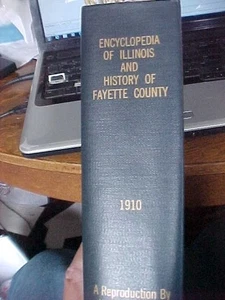 ENCYCLOPEDIA
OF ILLINOIS
AND
HISTORY OF
FAYETTE COUNTY
1910
A Reproduction By